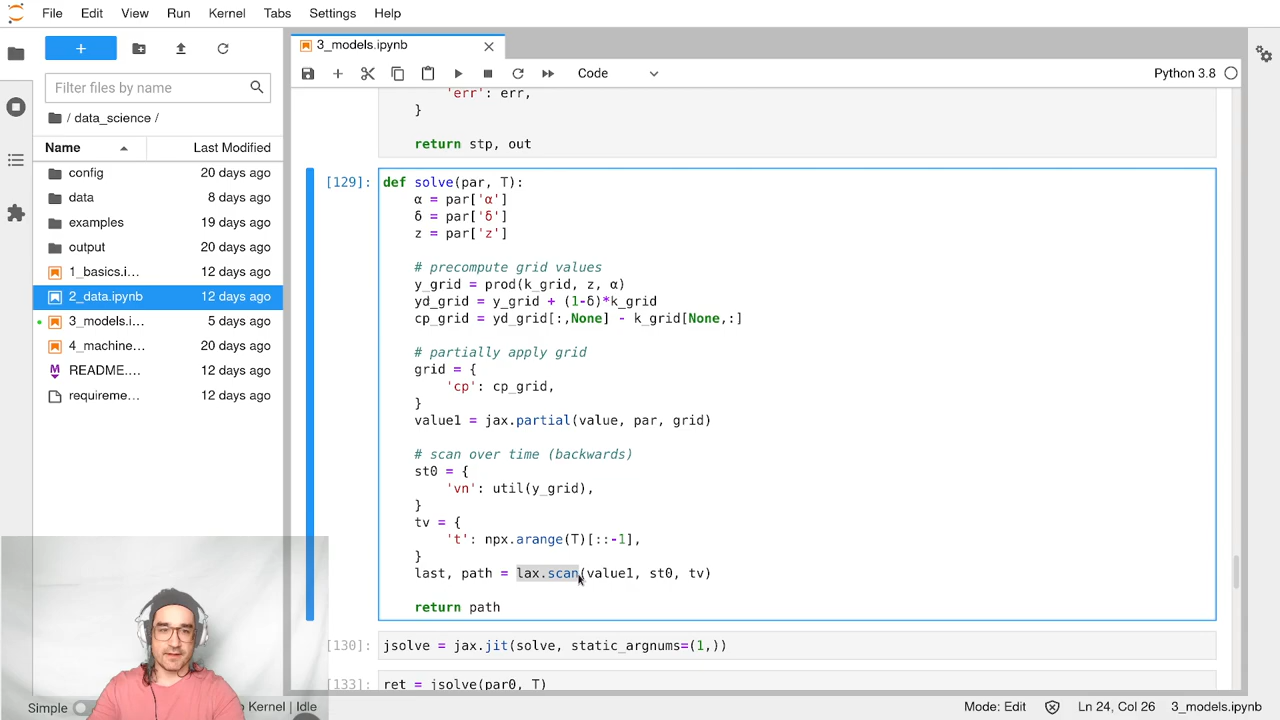 File Edit View Run Kernel Tabs Settings Help
3_models.ipynb
Code
Python 3.8
Filter files by name
/ data_science /
Name Last Modified
config 20 days ago
data 8 days ago
examples 19 days ago
output 20 days ago
1_basics.i… 12 days ago
2_data.ipynb 12 days ago
3_models.i… 5 days ago
4_machine… 20 days ago
README.… 12 days ago
requireme… 12 days ago
'err': err,
}
return stp, out
[129]:
def solve(par, T):
α = par['α']
δ = par['δ']
z = par['z']
# precompute grid values
y_grid = prod(k_grid, z, α)
yd_grid = y_grid + (1-δ)*k_grid
cp_grid = yd_grid[:,None] - k_grid[None,:]
# partially apply grid
grid = {
'cp': cp_grid,
}
value1 = jax.partial(value, par, grid)
# scan over time (backwards)
st0 = {
'vn': util(y_grid),
}
tv = {
't': npx.arange(T)[::-1],
}
last, path = lax.scan(value1, st0, tv)
return path
[130]: jsolve = jax.jit(solve, static_argnums=(1,))
[133]: ret = jsolve(par0, T)
Simple Kernel | Idle Mode: Edit Ln 24, Col 26 3_models.ipynb